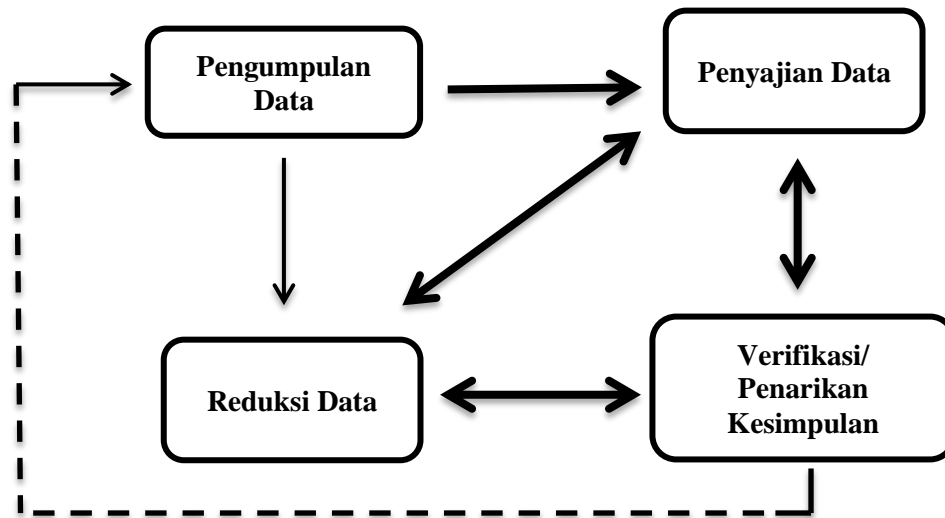 Pengumpulan
Data
Penyajian Data
Reduksi Data
Verifikasi/
Penarikan
Kesimpulan